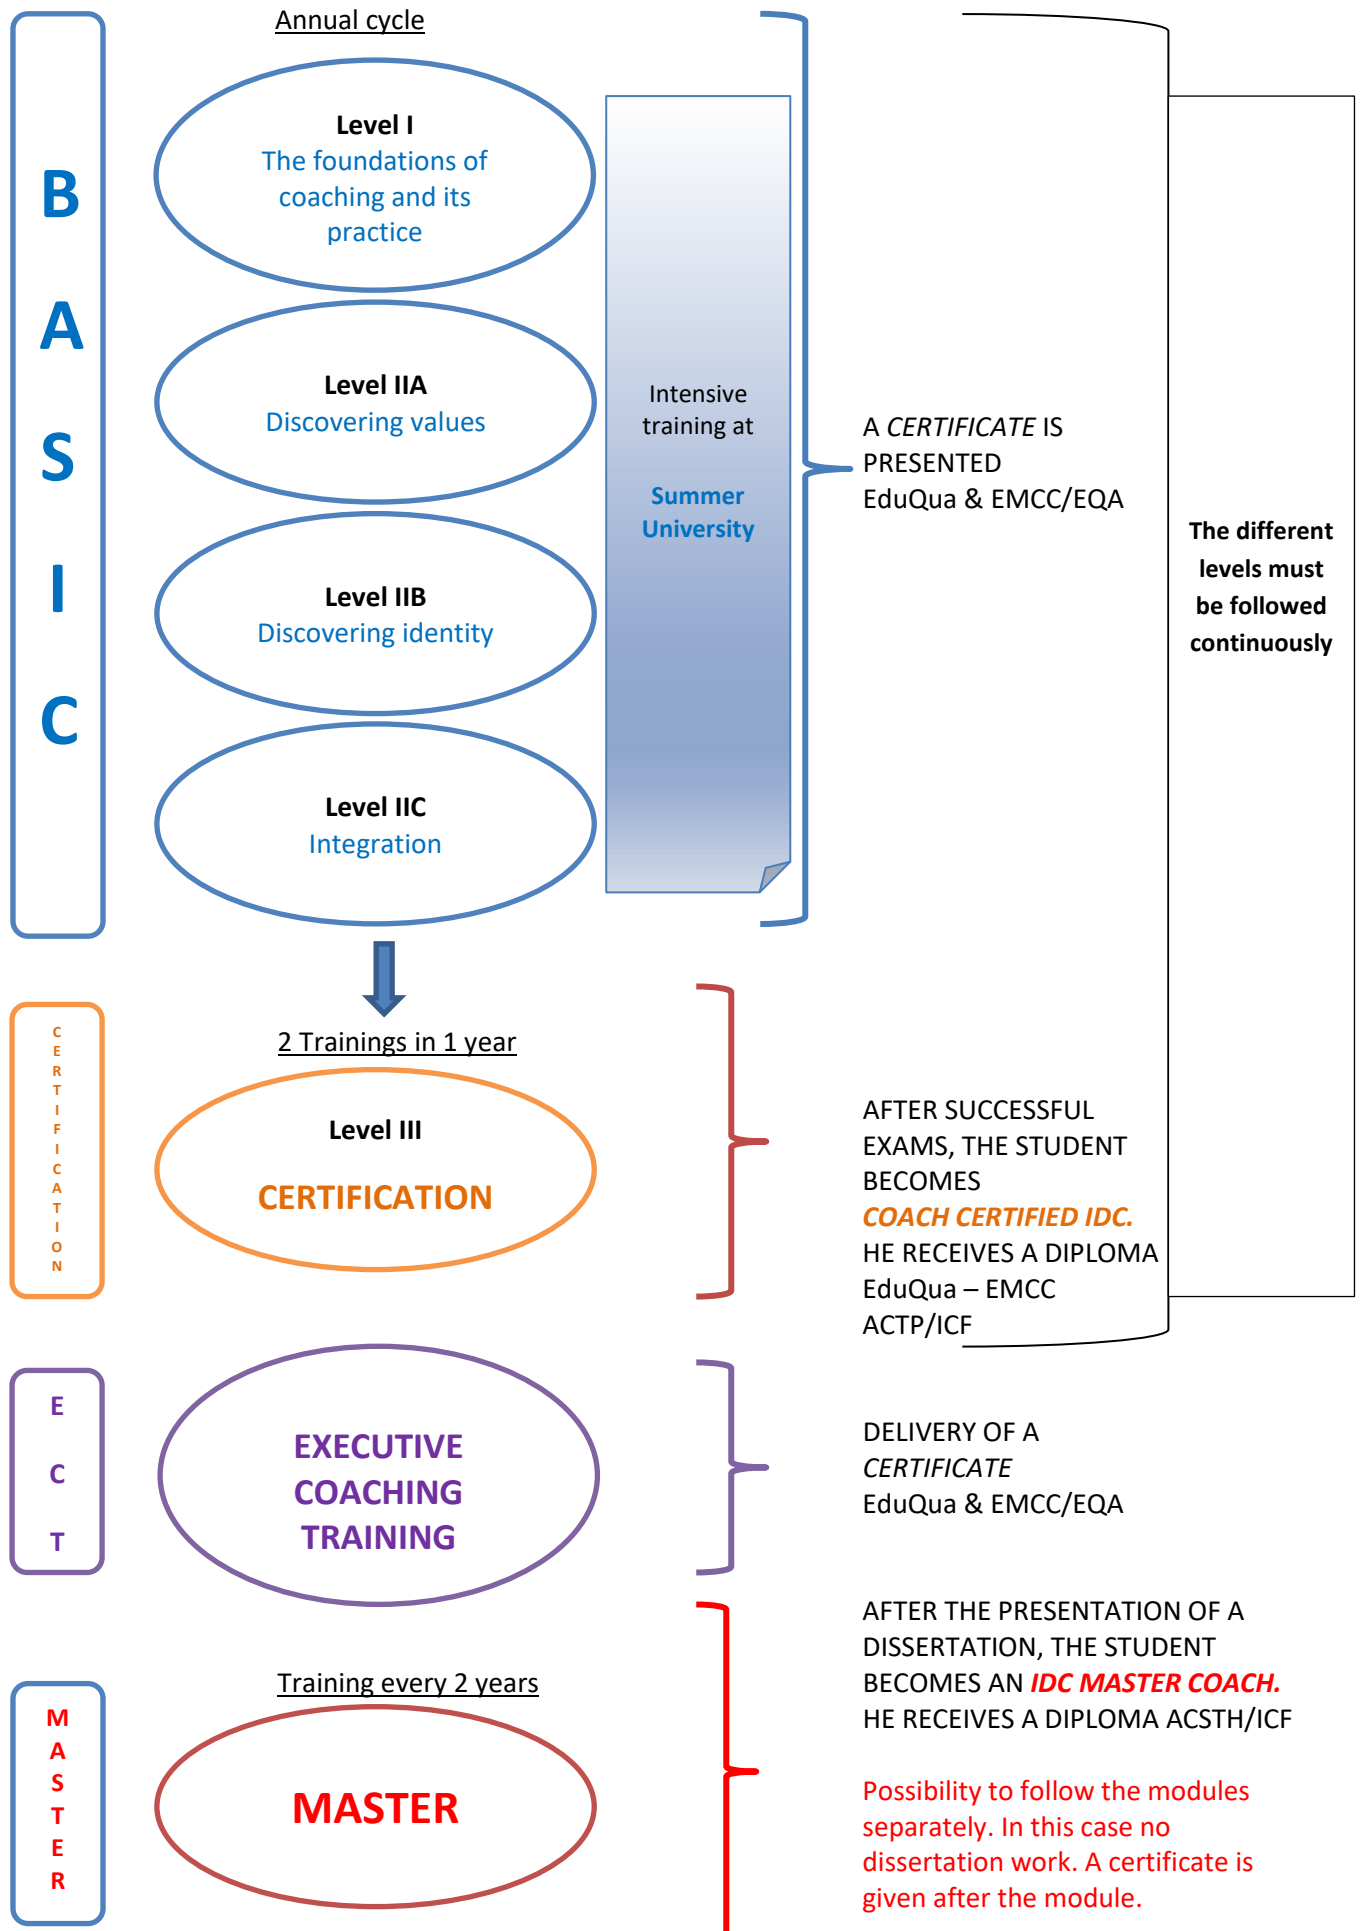 Annual cycle
BASIC
Level I
The foundations of
coaching and its
practice
Level IIA
Discovering values
Level IIB
Discovering identity
Level IIC
Integration
Intensive
training at
Summer
University
A CERTIFICATE IS
PRESENTED
EduQua & EMCC/EQA
The different
levels must
be followed
continuously
CERTIFICATION
2 Trainings in 1 year
Level III
CERTIFICATION
AFTER SUCCESSFUL
EXAMS, THE STUDENT
BECOMES
COACH CERTIFIED IDC.
HE RECEIVES A DIPLOMA
EduQua – EMCC
ACTP/ICF
ECT
EXECUTIVE
COACHING
TRAINING
DELIVERY OF A
CERTIFICATE
EduQua & EMCC/EQA
MASTER
Training every 2 years
MASTER
AFTER THE PRESENTATION OF A
DISSERTATION, THE STUDENT
BECOMES AN IDC MASTER COACH.
HE RECEIVES A DIPLOMA ACSTH/ICF
Possibility to follow the modules
separately. In this case no
dissertation work. A certificate is
given after the module.